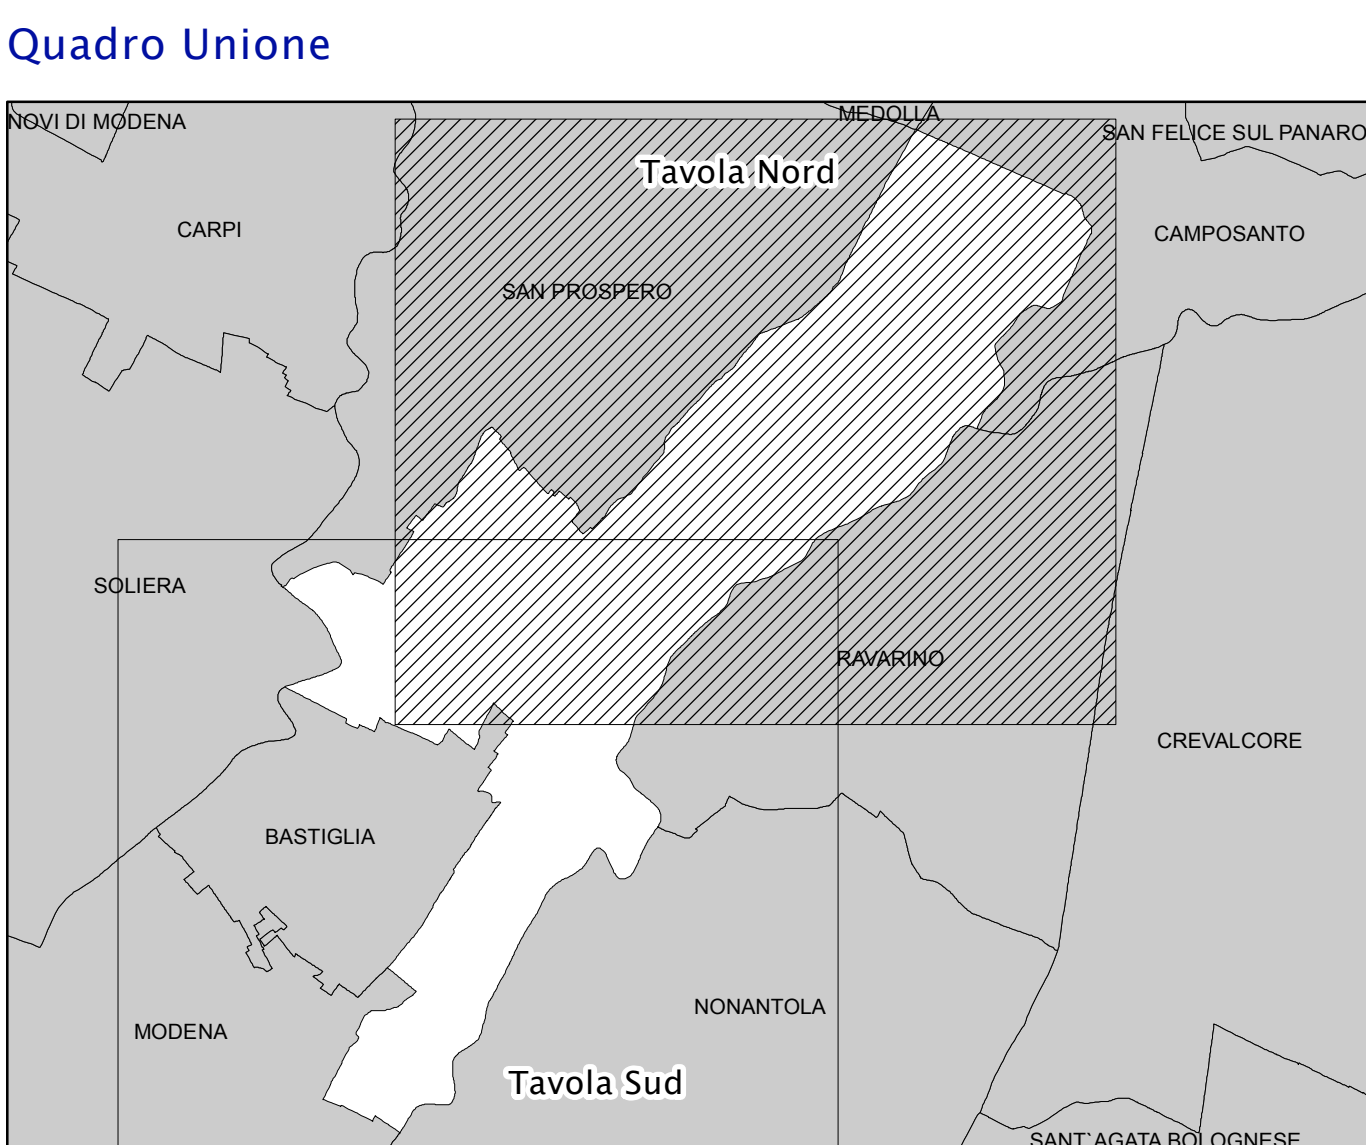 Quadro Unione
NOVI DI MODENA
MEDOLLA
SAN FELICE SUL PANARO
Tavola Nord
CARPI
CAMPOSANTO
SAN PROSPERO
SOLIERA
RAVARINO
CREVALCORE
BASTIGLIA
NONANTOLA
MODENA
Tavola Sud
SANT`AGATA BOLOGNESE